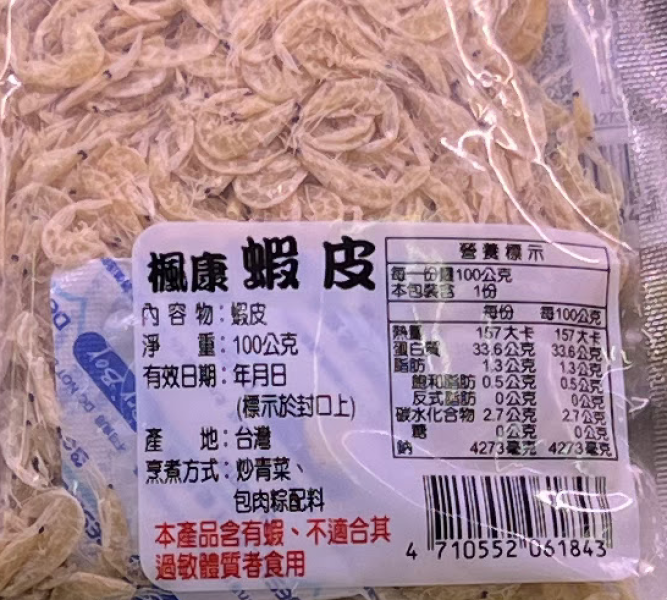 楓康 蝦皮
內容物：蝦皮
淨 重：100公克
有效日期：年月日
(標示於封口上)
產 地：台灣
烹煮方式：炒青菜、
包肉粽配料
本產品含有蝦、不適合其
過敏體質者食用
營養標示
每一份量100公克
本包裝含 1份
每份 每100公克
熱量 157大卡 157大卡
蛋白質 33.6公克 33.6公克
脂肪 1.3公克 1.3公克
飽和脂肪 0.5公克 0.5公克
反式脂肪 0公克 0公克
碳水化合物 2.7公克 2.7公克
糖 0公克 0公克
鈉 4273毫克 4273毫克
4 710552 061843